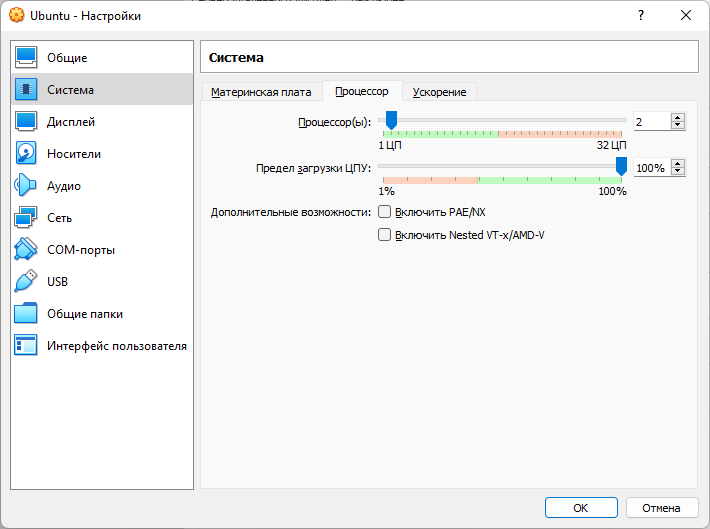 Ubuntu - Настройки
?
Общие
Система
Дисплей
Носители
Аудио
Сеть
COM-порты
USB
Общие папки
Интерфейс пользователя
Система
Материнская плата Процессор Ускорение
Процессор(ы): 2
1 ЦП 32 ЦП
Предел загрузки ЦПУ: 100%
1% 100%
Дополнительные возможности: Включить PAE/NX
Включить Nested VT-x/AMD-V
OK Отмена